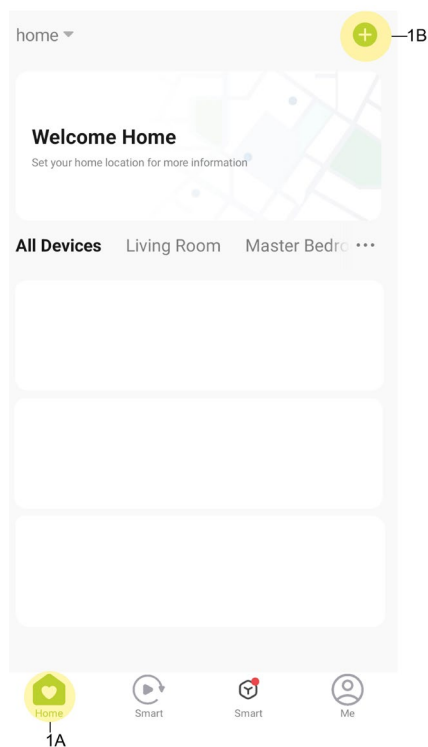 home
1B
Welcome Home
Set your home location for more information
All Devices Living Room Master Bedro ...
Home Smart Smart Me
1A